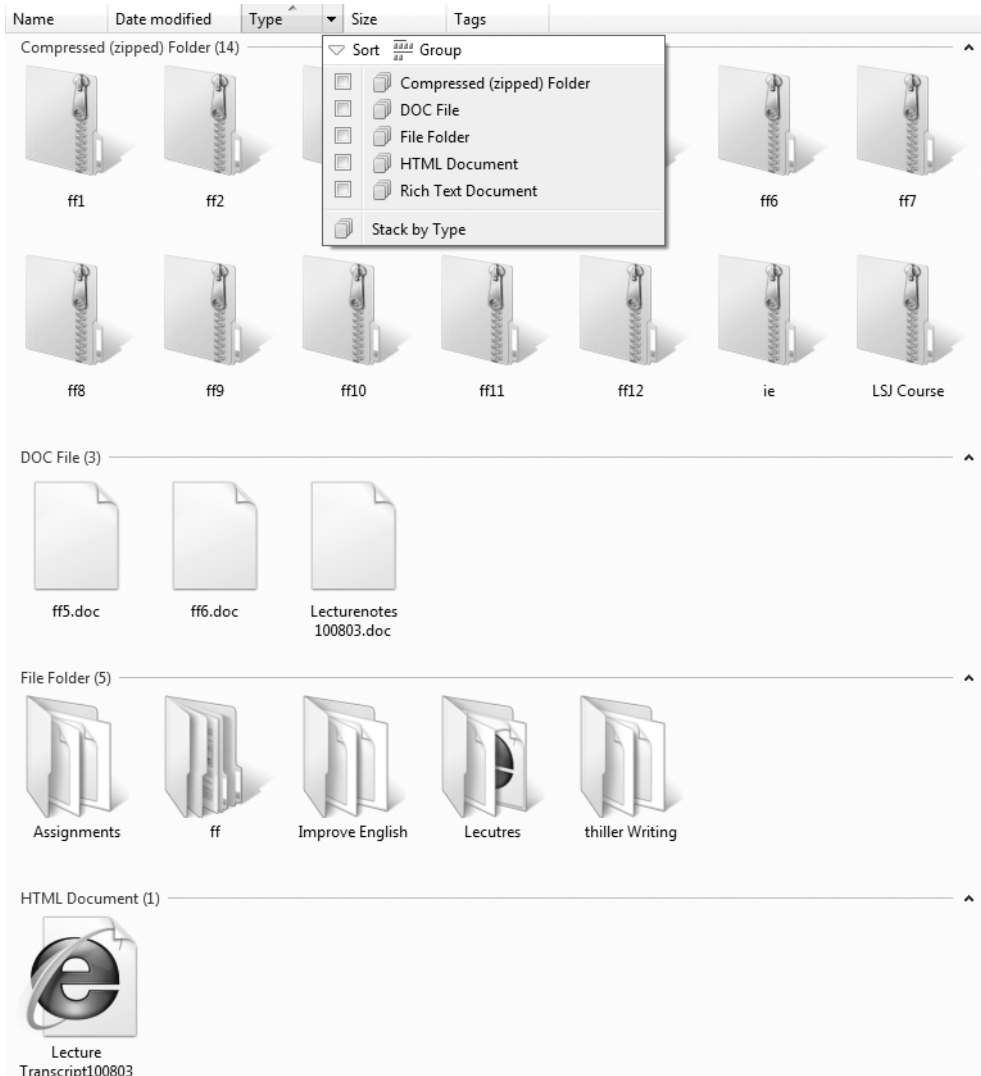 Name Date modified Type Size Tags
Compressed (zipped) Folder (14)
Sort Group
Compressed (zipped) Folder
DOC File
File Folder
HTML Document
Rich Text Document
Stack by Type
ff1 ff2 ff6 ff7
ff8 ff9 ff10 ff11 ff12 ie LSJ Course
DOC File (3)
ff5.doc ff6.doc Lecturenotes
100803.doc
File Folder (5)
Assignments ff Improve English Lecutres thiller Writing
HTML Document (1)
Lecture
Transcript100803